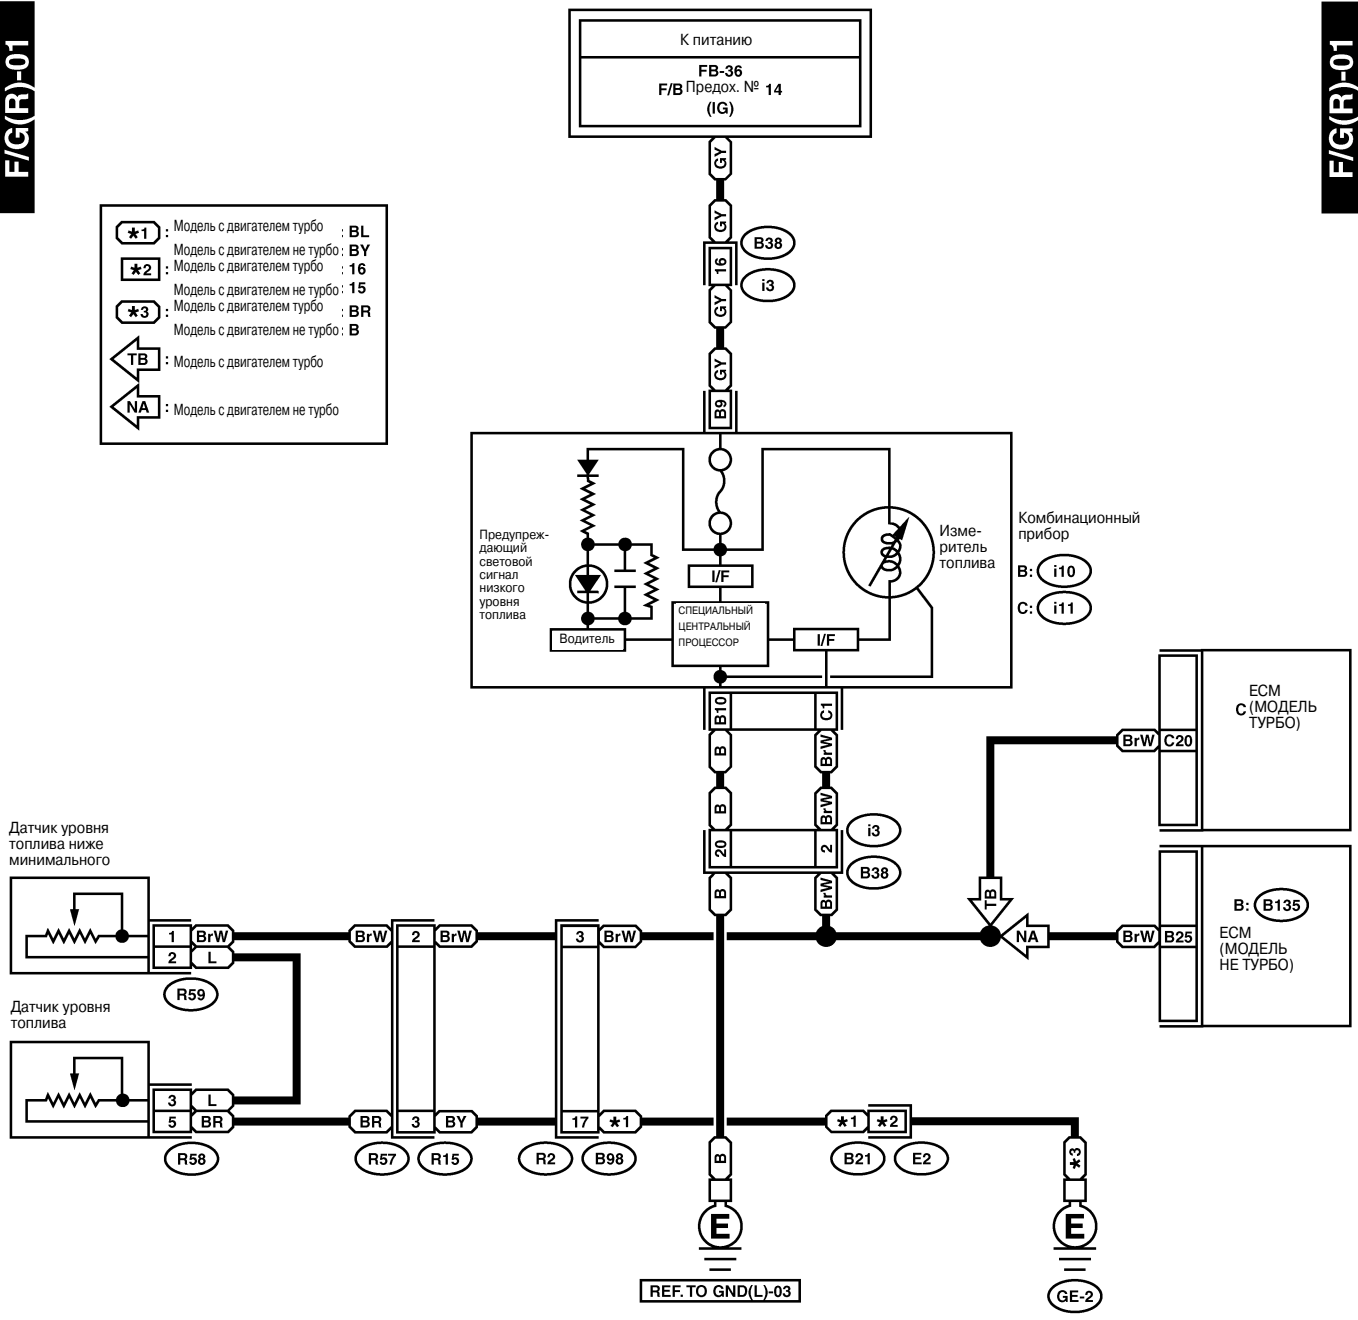 F/G(R)-01
F/G(R)-01
К питанию
FB-36
F/B Предох. № 14
(IG)
GY
GY
B38
16
i3
GY
GY
B9
*1 : Модель с двигателем турбо : BL
Модель с двигателем не турбо : BY
*2 : Модель с двигателем турбо : 16
Модель с двигателем не турбо : 15
*3 : Модель с двигателем турбо : BR
Модель с двигателем не турбо : B
TB : Модель с двигателем турбо
NA : Модель с двигателем не турбо
Предупреж-
дающий
световой
сигнал
низкого
уровня
топлива
Водитель
I/F
СПЕЦИАЛЬНЫЙ
ЦЕНТРАЛЬНЫЙ
ПРОЦЕССОР
I/F
Изме-
ритель
топлива
Комбинационный
прибор
B: i10
C: i11
B10
C1
B
BrW
B
BrW
20
2
i3
B38
B
BrW
ECM
C (МОДЕЛЬ
ТУРБО)
BrW C20
TB
NA
BrW B25
B: B135
ECM
(МОДЕЛЬ
НЕ ТУРБО)
Датчик уровня
топлива ниже
минимального
1 BrW
2 L
R59
BrW 2 BrW
3 BrW
Датчик уровня
топлива
3 L
5 BR
R58
BR 3 BY
R57
R15
17 *1
R2
B98
*1 *2
B21
E2
B
E
REF. TO GND(L)-03
*3
E
GE-2